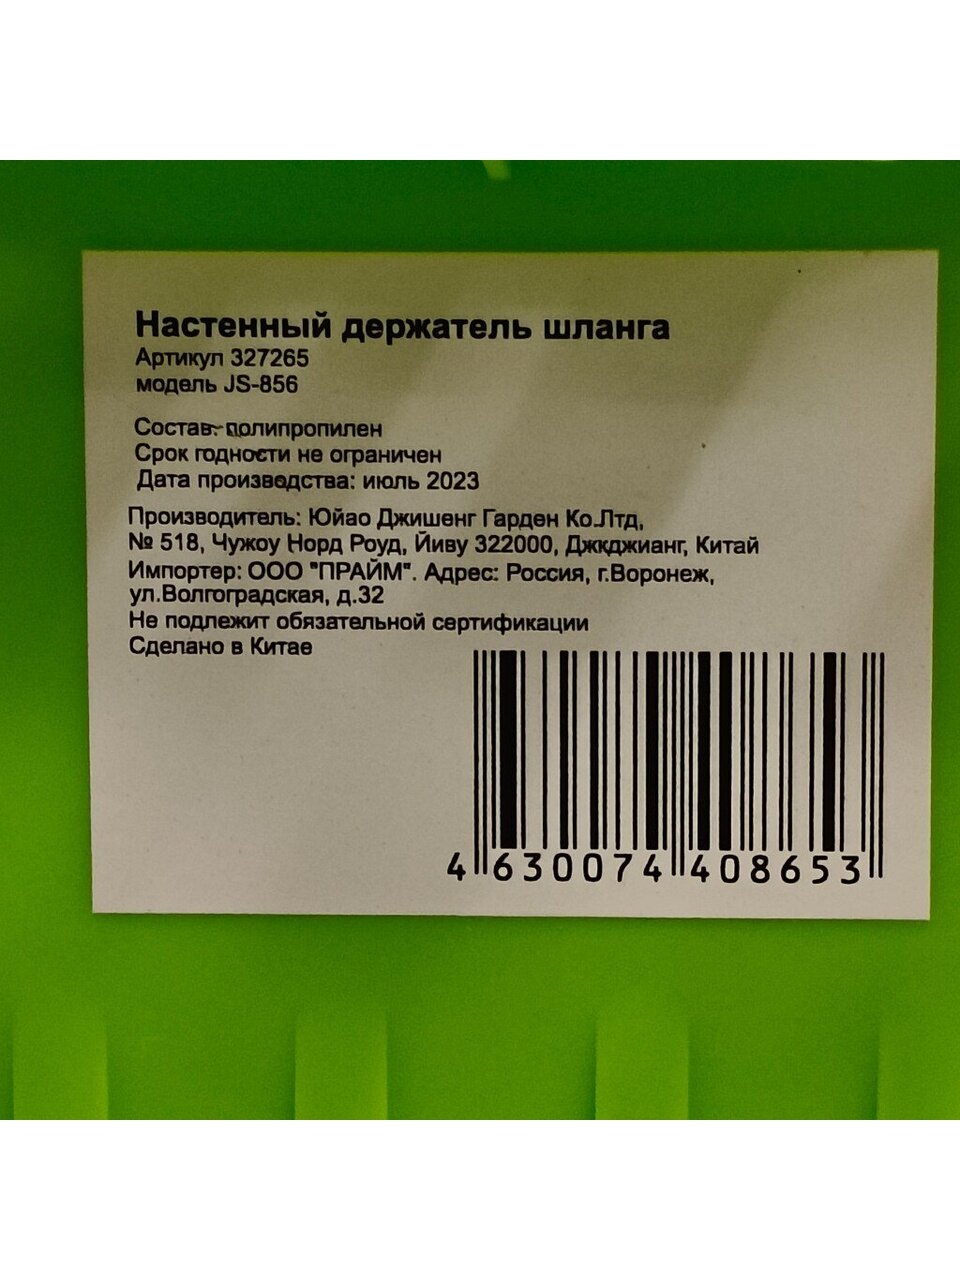 Настенный держатель шланга
Артикул 327265
модель JS-856
Состав- полипропилен
Срок годности не ограничен
Дата производства: июль 2023
Производитель: Юйао Джишенг Гарден Ко.Лтд,
№ 518, Чужоу Норд Роуд, Йиву 322000, Джкджианг, Китай
Импортер: ООО "ПРАЙМ". Адрес: Россия, г.Воронеж,
ул.Волгоградская, д.32
Не подлежит обязательной сертификации
Сделано в Китае
4 630074 408653